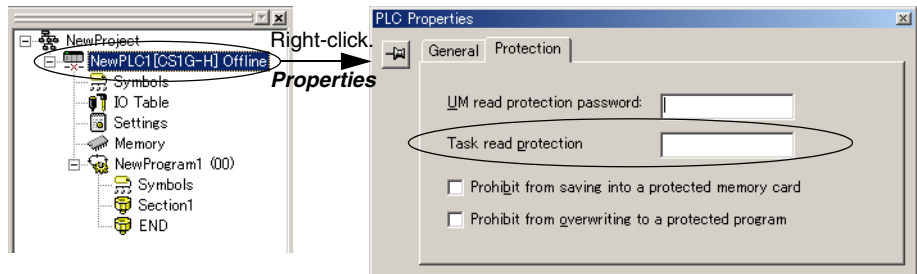 NewProject
NewPLC1[CS1G-H] Offline
Symbols
IO Table
Settings
Memory
NewProgram1 (00)
Symbols
Section1
END
Right-click.
Properties
PLC Properties
General
Protection
UM read protection password:
Task read protection
Prohibit from saving into a protected memory card
Prohibit from overwriting to a protected program